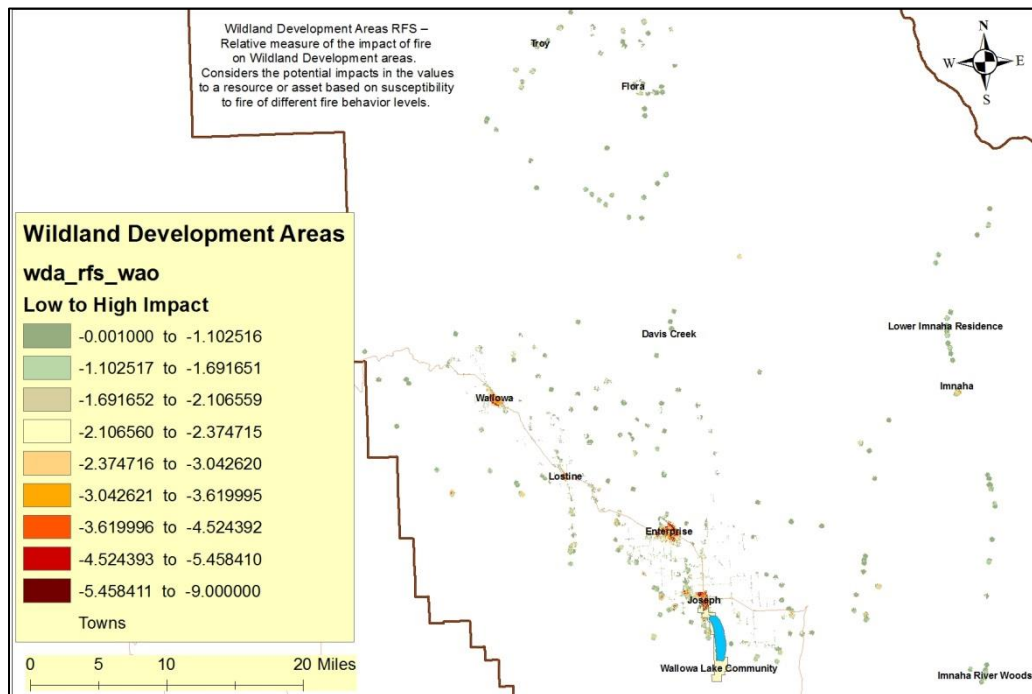 Wildland Development Areas RFS –
Relative measure of the impact of fire
on Wildland Development areas.
Considers the potential impacts in the values
to a resource or asset based on susceptibility
to fire of different fire behavior levels.
N
W E
S
Troy
Flora
Wildland Development Areas
wda_rfs_wao
Low to High Impact
-0.001000 to -1.102516
-1.102517 to -1.691651
-1.691652 to -2.106559
-2.106560 to -2.374715
-2.374716 to -3.042620
-3.042621 to -3.619995
-3.619996 to -4.524392
-4.524393 to -5.458410
-5.458411 to -9.000000
Towns
0 5 10 20 Miles
Davis Creek
Lower Imnaha Residence
Imnaha
Wallowa
Lostine
Enterprise
Joseph
Wallowa Lake Community
Imnaha River Woods